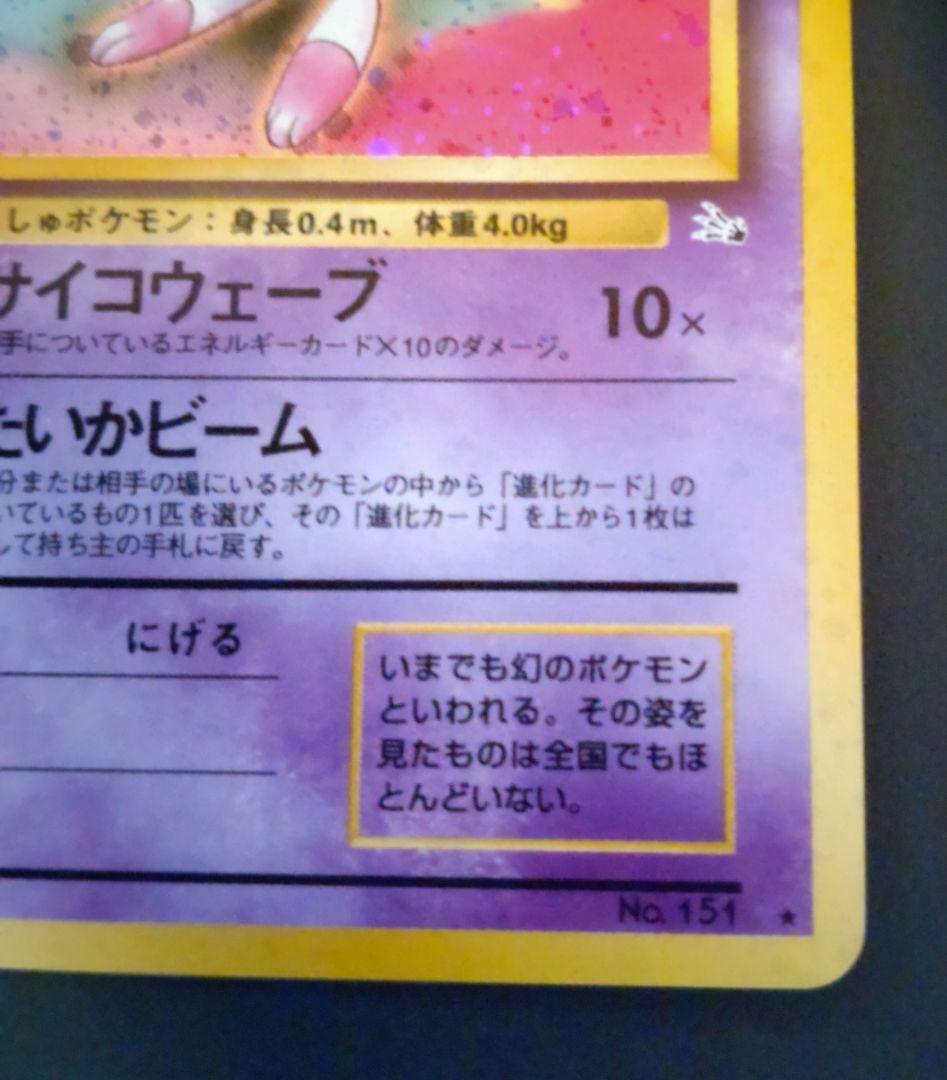 しゅポケモン：身長0.4m、体重4.0kg
サイコウェーブ 10×
手についているエネルギーカード×10のダメージ。
たいかビーム
分または相手の場にいるポケモンの中から「進化カード」の
いているもの1匹を選び、その「進化カード」を上から1枚は
して持ち主の手札に戻す。
にげる
いまでも幻のポケモン
といわれる。その姿を
見たものは全国でもほ
とんどいない。
No. 151 ★